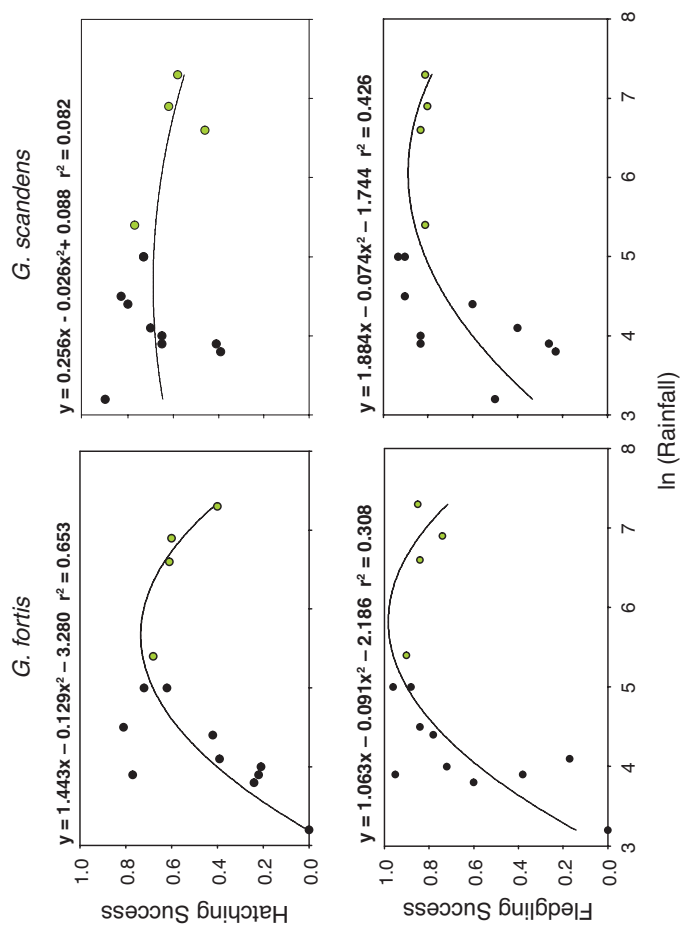 G. fortis
G. scandens
y = 1.443x – 0.129x² – 3.280 r² = 0.653
y = 0.256x - 0.026x²+ 0.088 r² = 0.082
Hatching Success
1.0
0.8
0.6
0.4
0.2
0.0
y = 1.063x – 0.091x² – 2.186 r² = 0.308
y = 1.884x – 0.074x² – 1.744 r² = 0.426
Fledgling Success
1.0
0.8
0.6
0.4
0.2
0.0
3 4 5 6 7 8
3 4 5 6 7 8
ln (Rainfall)